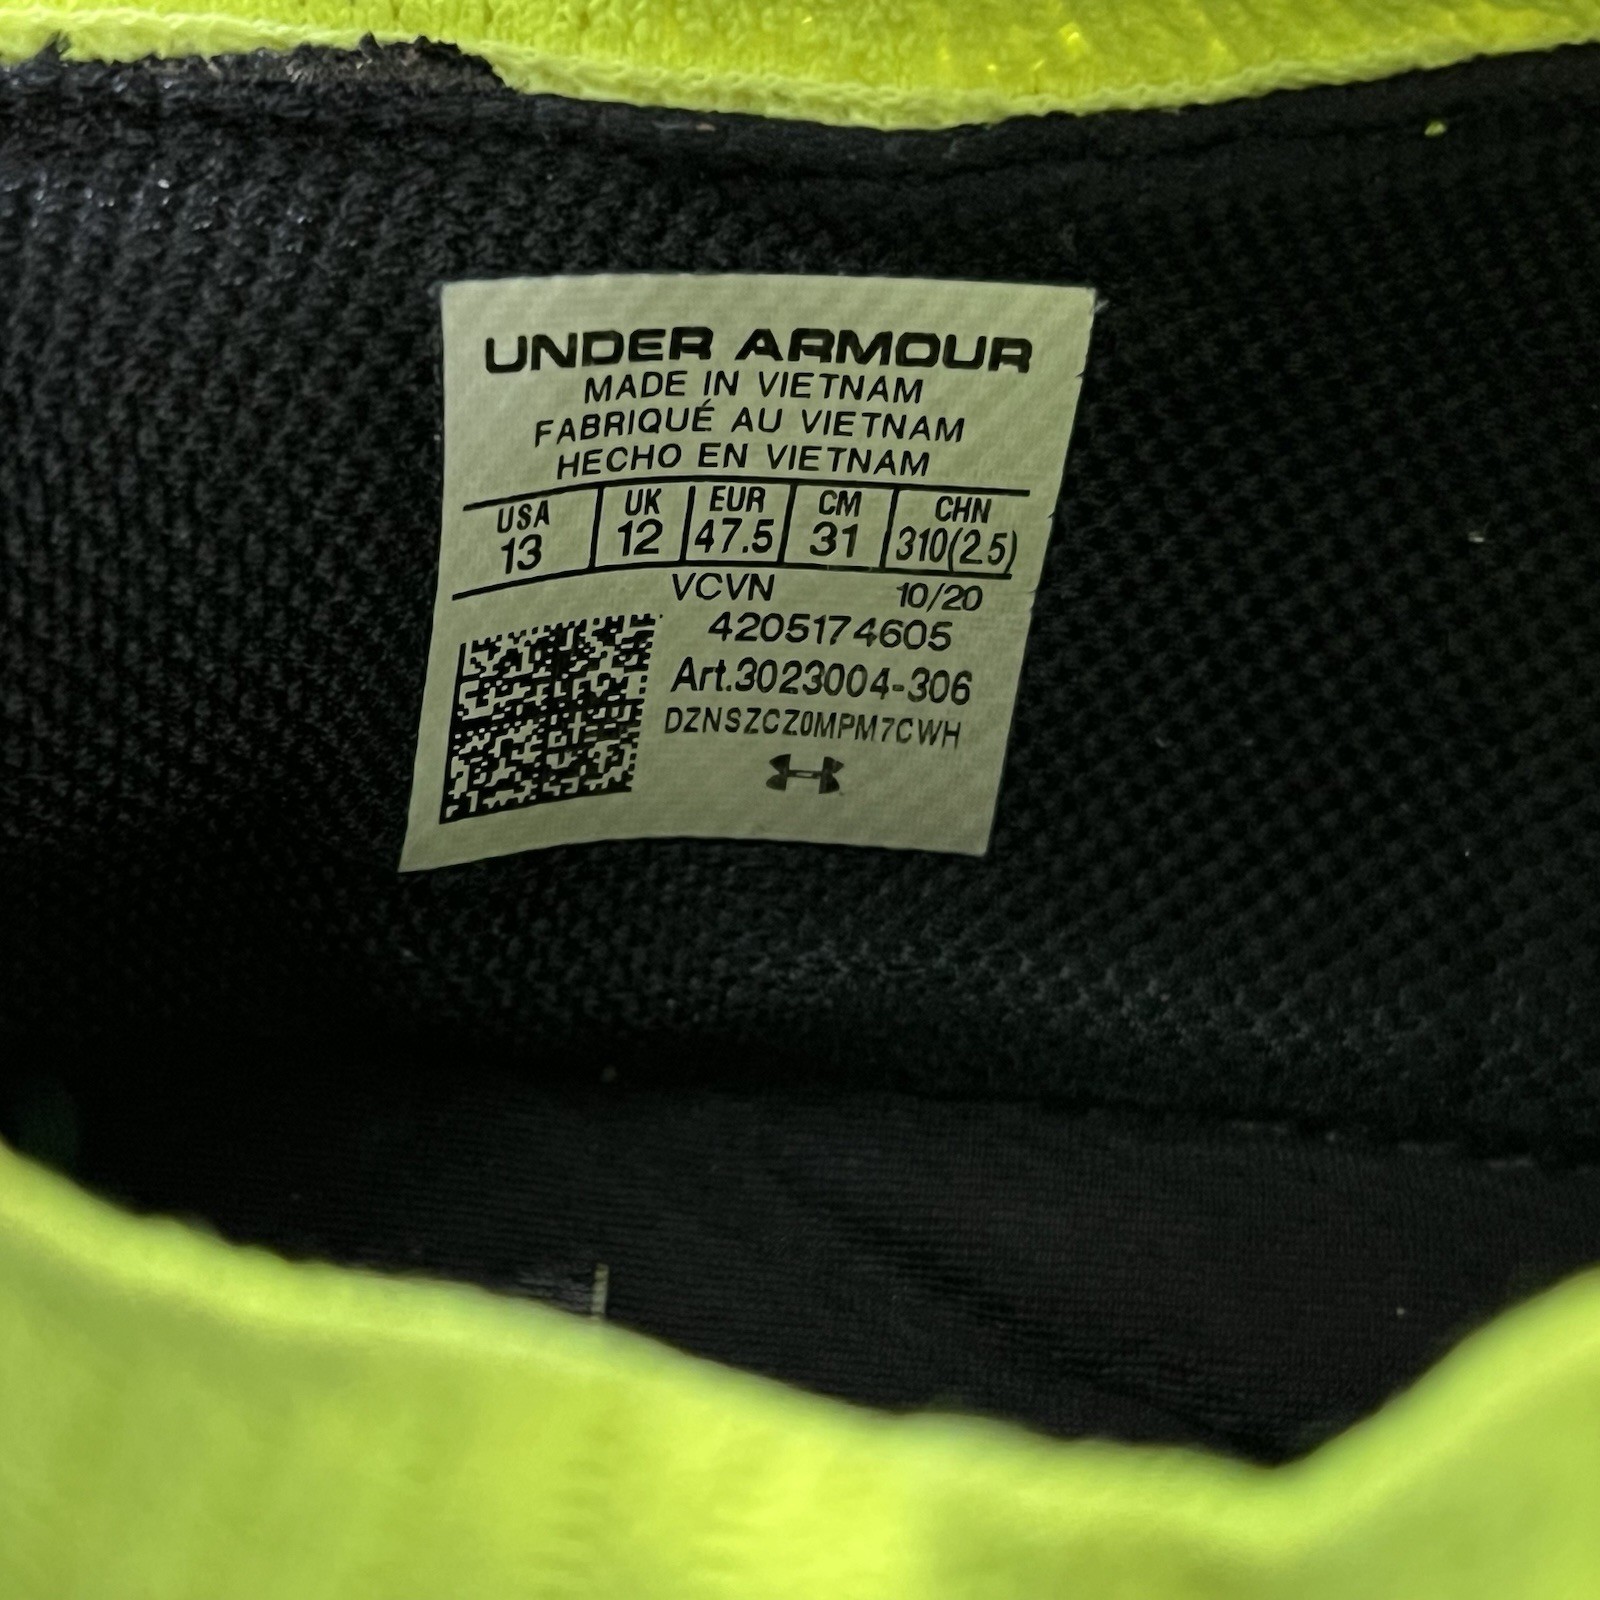 UNDER ARMOUR
MADE IN VIETNAM
FABRIQUÉ AU VIETNAM
HECHO EN VIETNAM
USA UK EUR CM CHN
13 12 47.5 31 310(2.5)
VCVN 10/20
4205174605
Art.3023004-306
DZNSZCZ0MPM7CWH